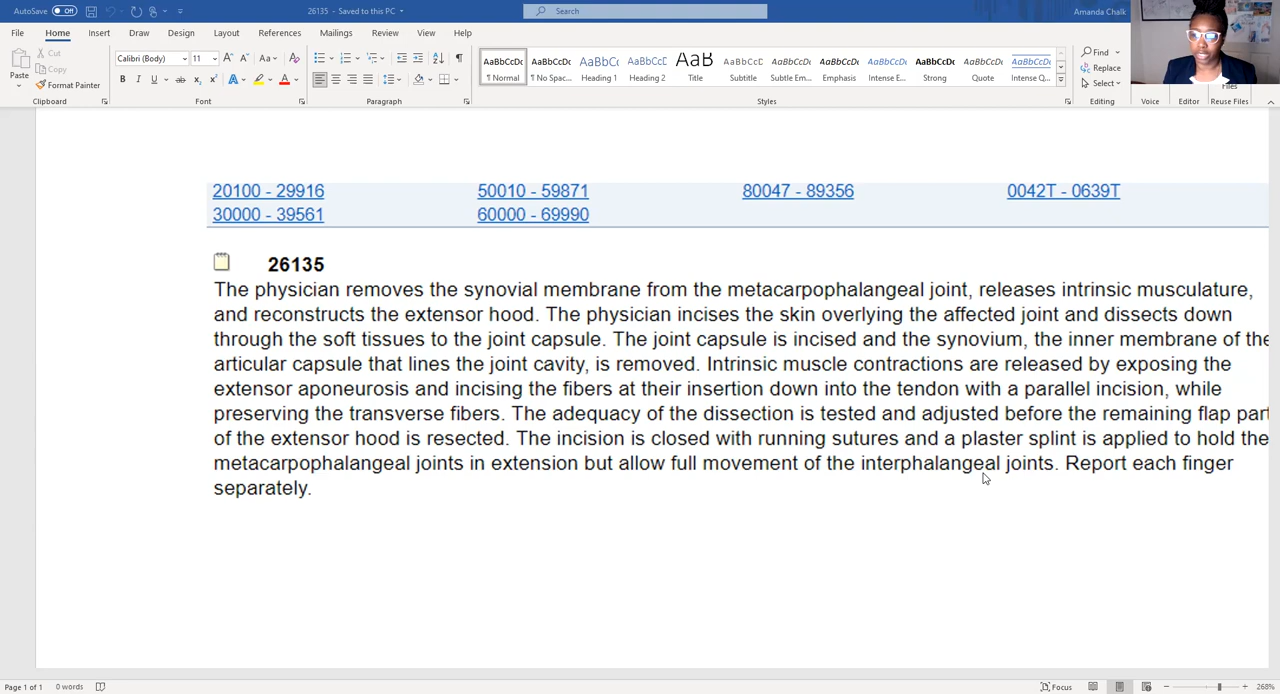 AutoSave Off 26135 - Saved to this PC Search Amanda Chalk
File Home Insert Draw Design Layout References Mailings Review View Help
Paste Cut Copy Format Painter Calibri (Body) 11 Aa
B I U ab x₂ x² A A
AaBbCcDc AaBbCcDc AaBbCc AaBbCcD AaBb AaBbCcD AaBbCcDc AaBbCcDc AaBbCcDc AaBbCcDc AaBbCcDc AaBbCcDc
¶ Normal ¶ No Spac... Heading 1 Heading 2 Title Subtitle Subtle Em... Emphasis Intense E... Strong Quote Intense Q...
Find Replace Select Files
Clipboard Font Paragraph Styles Editing Voice Editor Reuse Files
20100 - 29916 50010 - 59871 80047 - 89356 0042T - 0639T
30000 - 39561 60000 - 69990
26135
The physician removes the synovial membrane from the metacarpophalangeal joint, releases intrinsic musculature,
and reconstructs the extensor hood. The physician incises the skin overlying the affected joint and dissects down
through the soft tissues to the joint capsule. The joint capsule is incised and the synovium, the inner membrane of the
articular capsule that lines the joint cavity, is removed. Intrinsic muscle contractions are released by exposing the
extensor aponeurosis and incising the fibers at their insertion down into the tendon with a parallel incision, while
preserving the transverse fibers. The adequacy of the dissection is tested and adjusted before the remaining flap part
of the extensor hood is resected. The incision is closed with running sutures and a plaster splint is applied to hold the
metacarpophalangeal joints in extension but allow full movement of the interphalangeal joints. Report each finger
separately.
Page 1 of 1 0 words Focus 268%